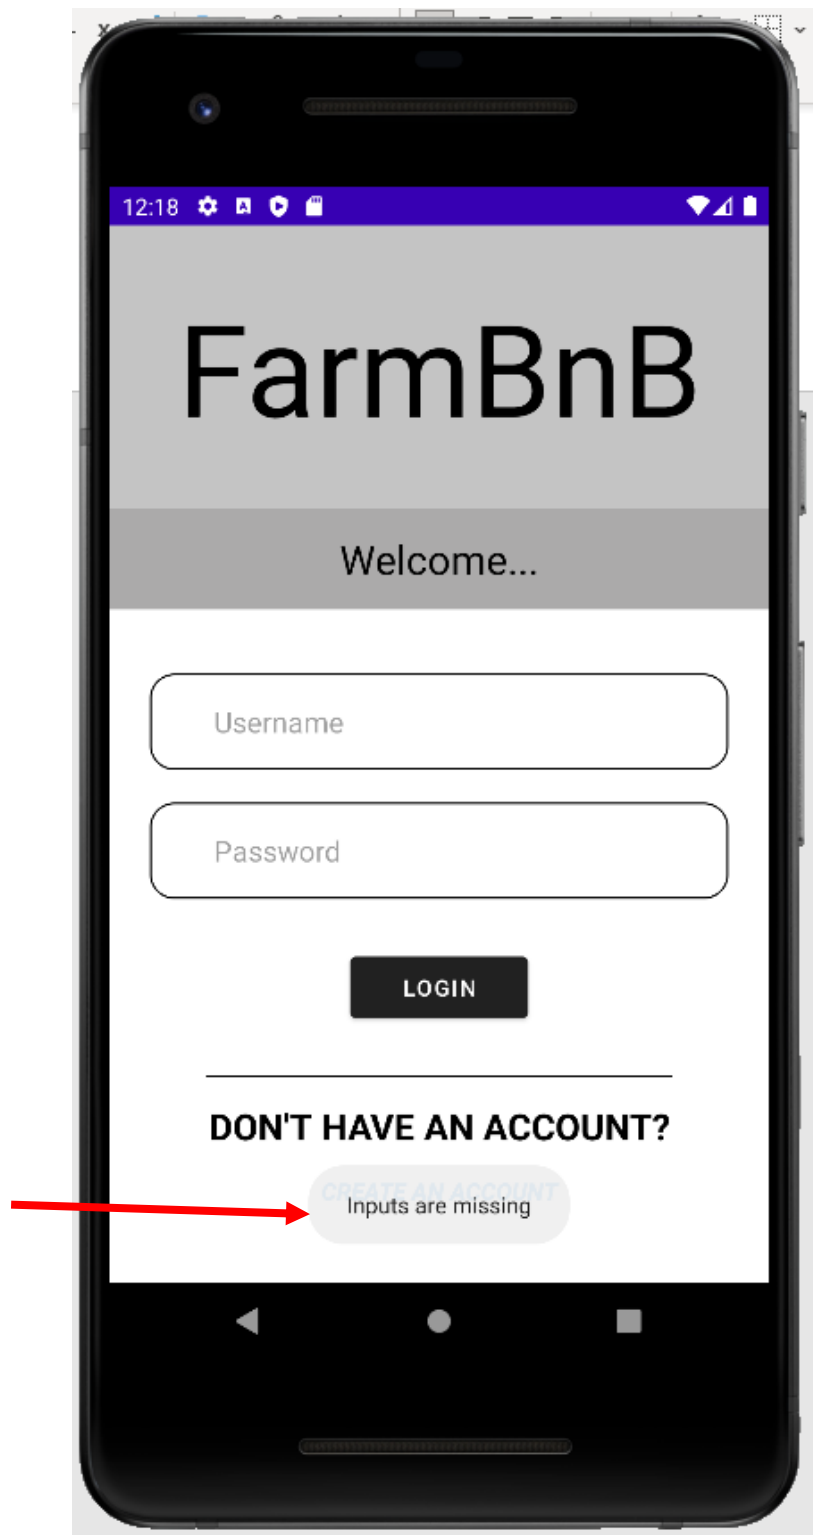 12:18
FarmBnB
Welcome...
Username
Password
LOGIN
DON'T HAVE AN ACCOUNT?
CREATE AN ACCOUNT
Inputs are missing